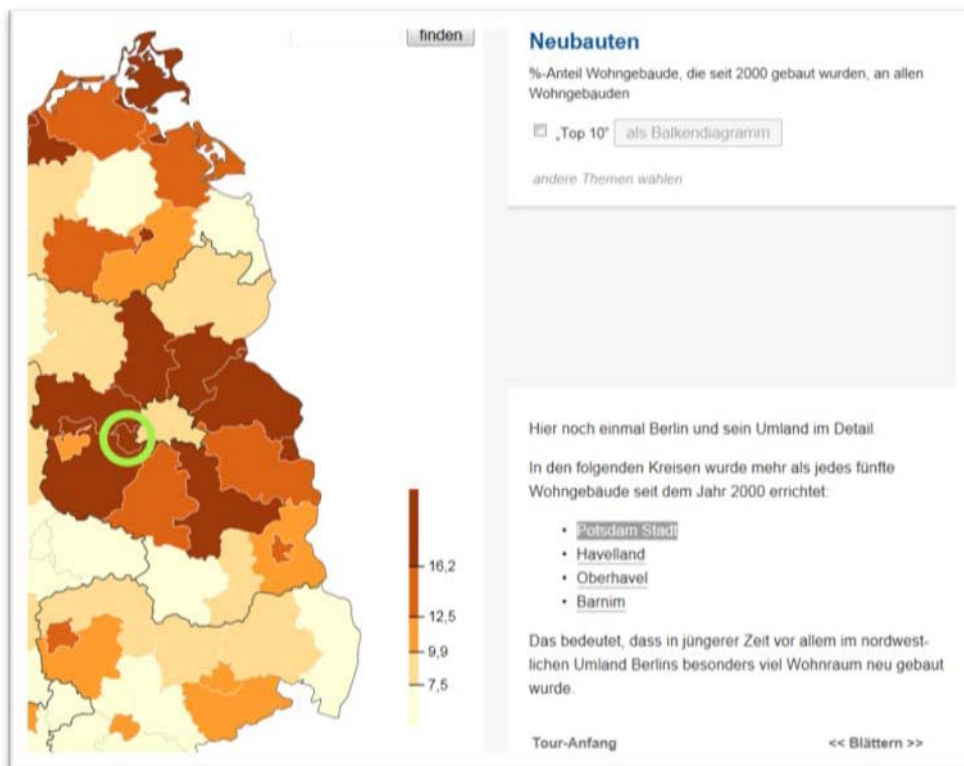 finden
Neubauten
%-Anteil Wohngebäude, die seit 2000 gebaut wurden, an allen
Wohngebauden
„Top 10“ als Balkendiagramm
andere Themen wählen
16,2
12,5
9,9
7,5
Hier noch einmal Berlin und sein Umland im Detail.
In den folgenden Kreisen wurde mehr als jedes fünfte
Wohngebäude seit dem Jahr 2000 errichtet:
• Potsdam Stadt
• Havelland
• Oberhavel
• Barnim
Das bedeutet, dass in jüngerer Zeit vor allem im nordwest-
lichen Umland Berlins besonders viel Wohnraum neu gebaut
wurde.
Tour-Anfang << Blättern >>